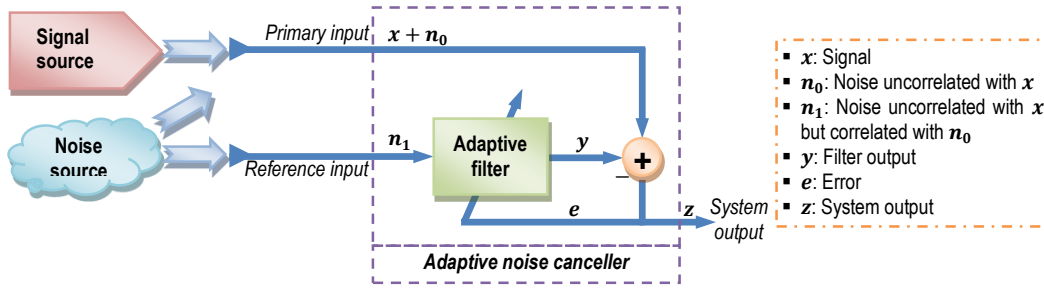 Signal
source
Primary input
x + n₀
Noise
source
Reference input
n₁
Adaptive
filter
y
+
−
e
z
System
output
Adaptive noise canceller
▪ x: Signal
▪ n₀: Noise uncorrelated with x
▪ n₁: Noise uncorrelated with x
but correlated with n₀
▪ y: Filter output
▪ e: Error
▪ z: System output